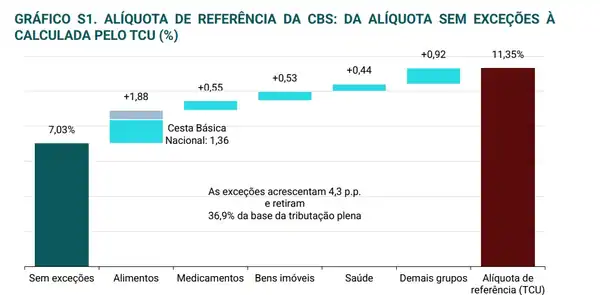 GRÁFICO S1. ALÍQUOTA DE REFERÊNCIA DA CBS: DA ALÍQUOTA SEM EXCEÇÕES À
CALCULADA PELO TCU (%)
7,03%
+1,88
+0,55
+0,53
+0,44
+0,92
11,35%
Cesta Básica
Nacional: 1,36
As exceções acrescentam 4,3 p.p.
e retiram
36,9% da base da tributação plena
Sem exceções
Alimentos
Medicamentos
Bens imóveis
Saúde
Demais grupos
Alíquota de
referência (TCU)